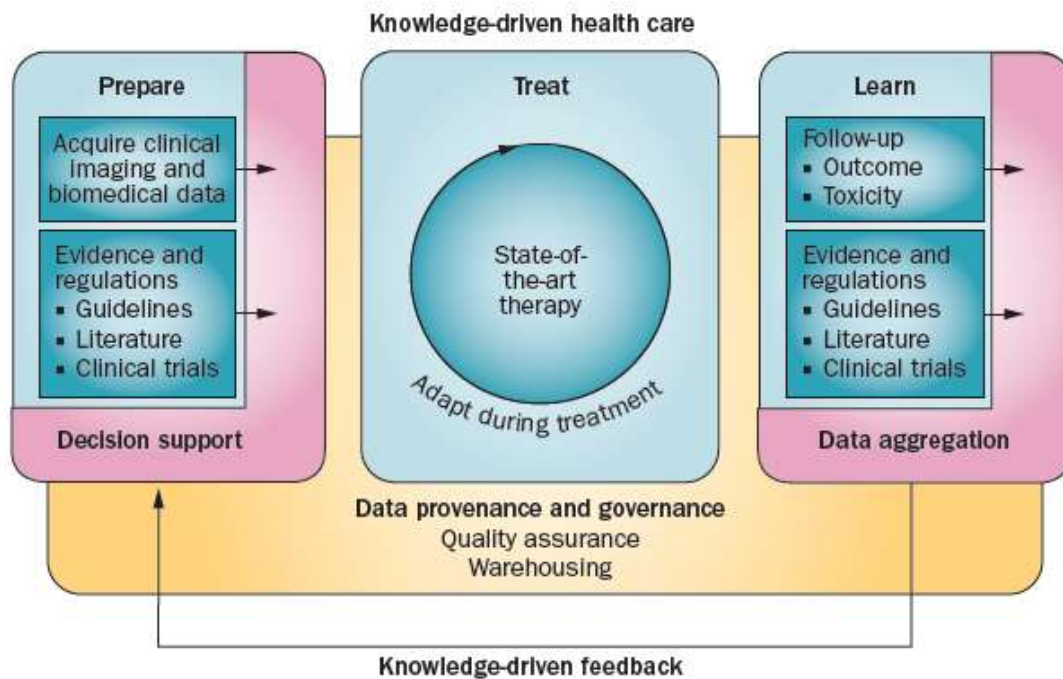 Knowledge-driven health care
Prepare
Acquire clinical
imaging and
biomedical data
Evidence and
regulations
▪ Guidelines
▪ Literature
▪ Clinical trials
Decision support
Treat
State-of-
the-art
therapy
Adapt during treatment
Learn
Follow-up
▪ Outcome
▪ Toxicity
Evidence and
regulations
▪ Guidelines
▪ Literature
▪ Clinical trials
Data aggregation
Data provenance and governance
Quality assurance
Warehousing
Knowledge-driven feedback